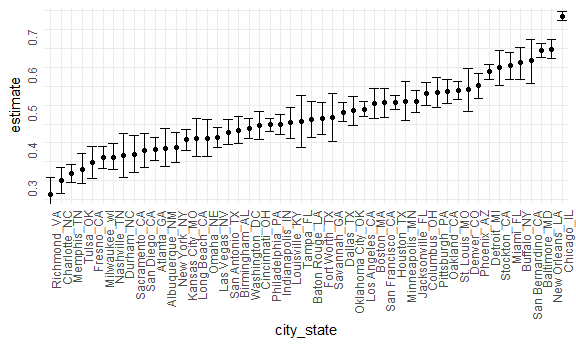 0.7
0.6
0.5
0.4
0.3
estimate
Richmond_VA
Charlotte_NC
Memphis_TN
Tulsa_OK
Fresno_CA
Milwaukee_wI
Nashville_TN
Durham_NC
Sacramento_CA
San Diego_CA
Atlanta_GA
Albuquerque_NM
New York_NY
Kansas City_MO
Long Beach_CA
Omaha_NE
Las Vegas_NV
San Antonio_TX
Birmingham_AL
Washington_DC
Cincinnati_OH
Philadelphia_PA
Indianapolis_IN
Louisville_KY
Tampa_FL
Baton Rouge_LA
Fort Worth_TX
Savannah_GA
Dallas_TX
Oklahoma City_OK
Los Angeles_CA
Boston_MA
San Francisco_CA
Houston_TX
Minneapolis_MN
Jacksonville_FL
Columbus_OH
Pittsburgh_PA
Oakland_CA
St. Louis_MO
Denver_CO
Phoenix_AZ
Detroit_MI
Stockton_CA
Miami_FL
Buffalo_NY
San Bernardino_CA
Baltimore_MD
New Orleans_LA
Chicago_IL
city_state